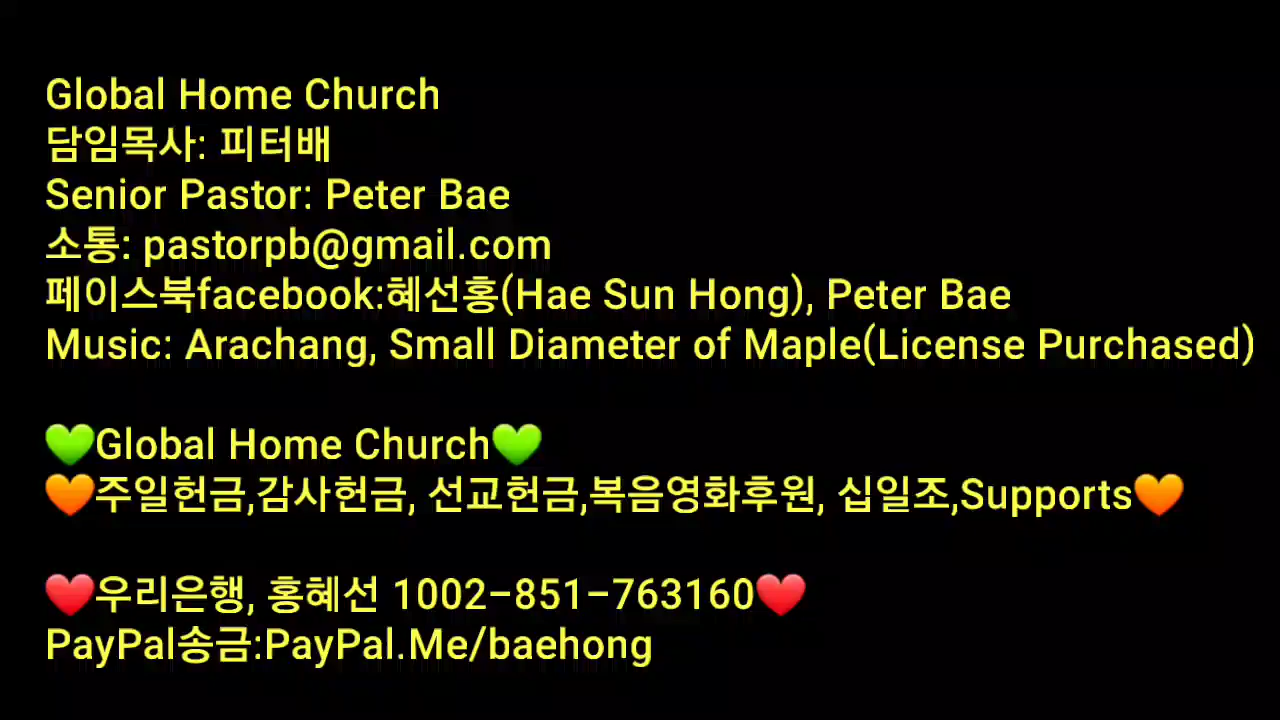 Global Home Church
담임목사: 피터배
Senior Pastor: Peter Bae
소통: pastorpb@gmail.com
페이스북facebook:혜선홍(Hae Sun Hong), Peter Bae
Music: Arachang, Small Diameter of Maple(License Purchased)
💚Global Home Church💚
🧡주일헌금,감사헌금, 선교헌금,복음영화후원, 십일조,Supports🧡
❤️우리은행, 홍혜선 1002-851-763160❤️
PayPal송금:PayPal.Me/baehong